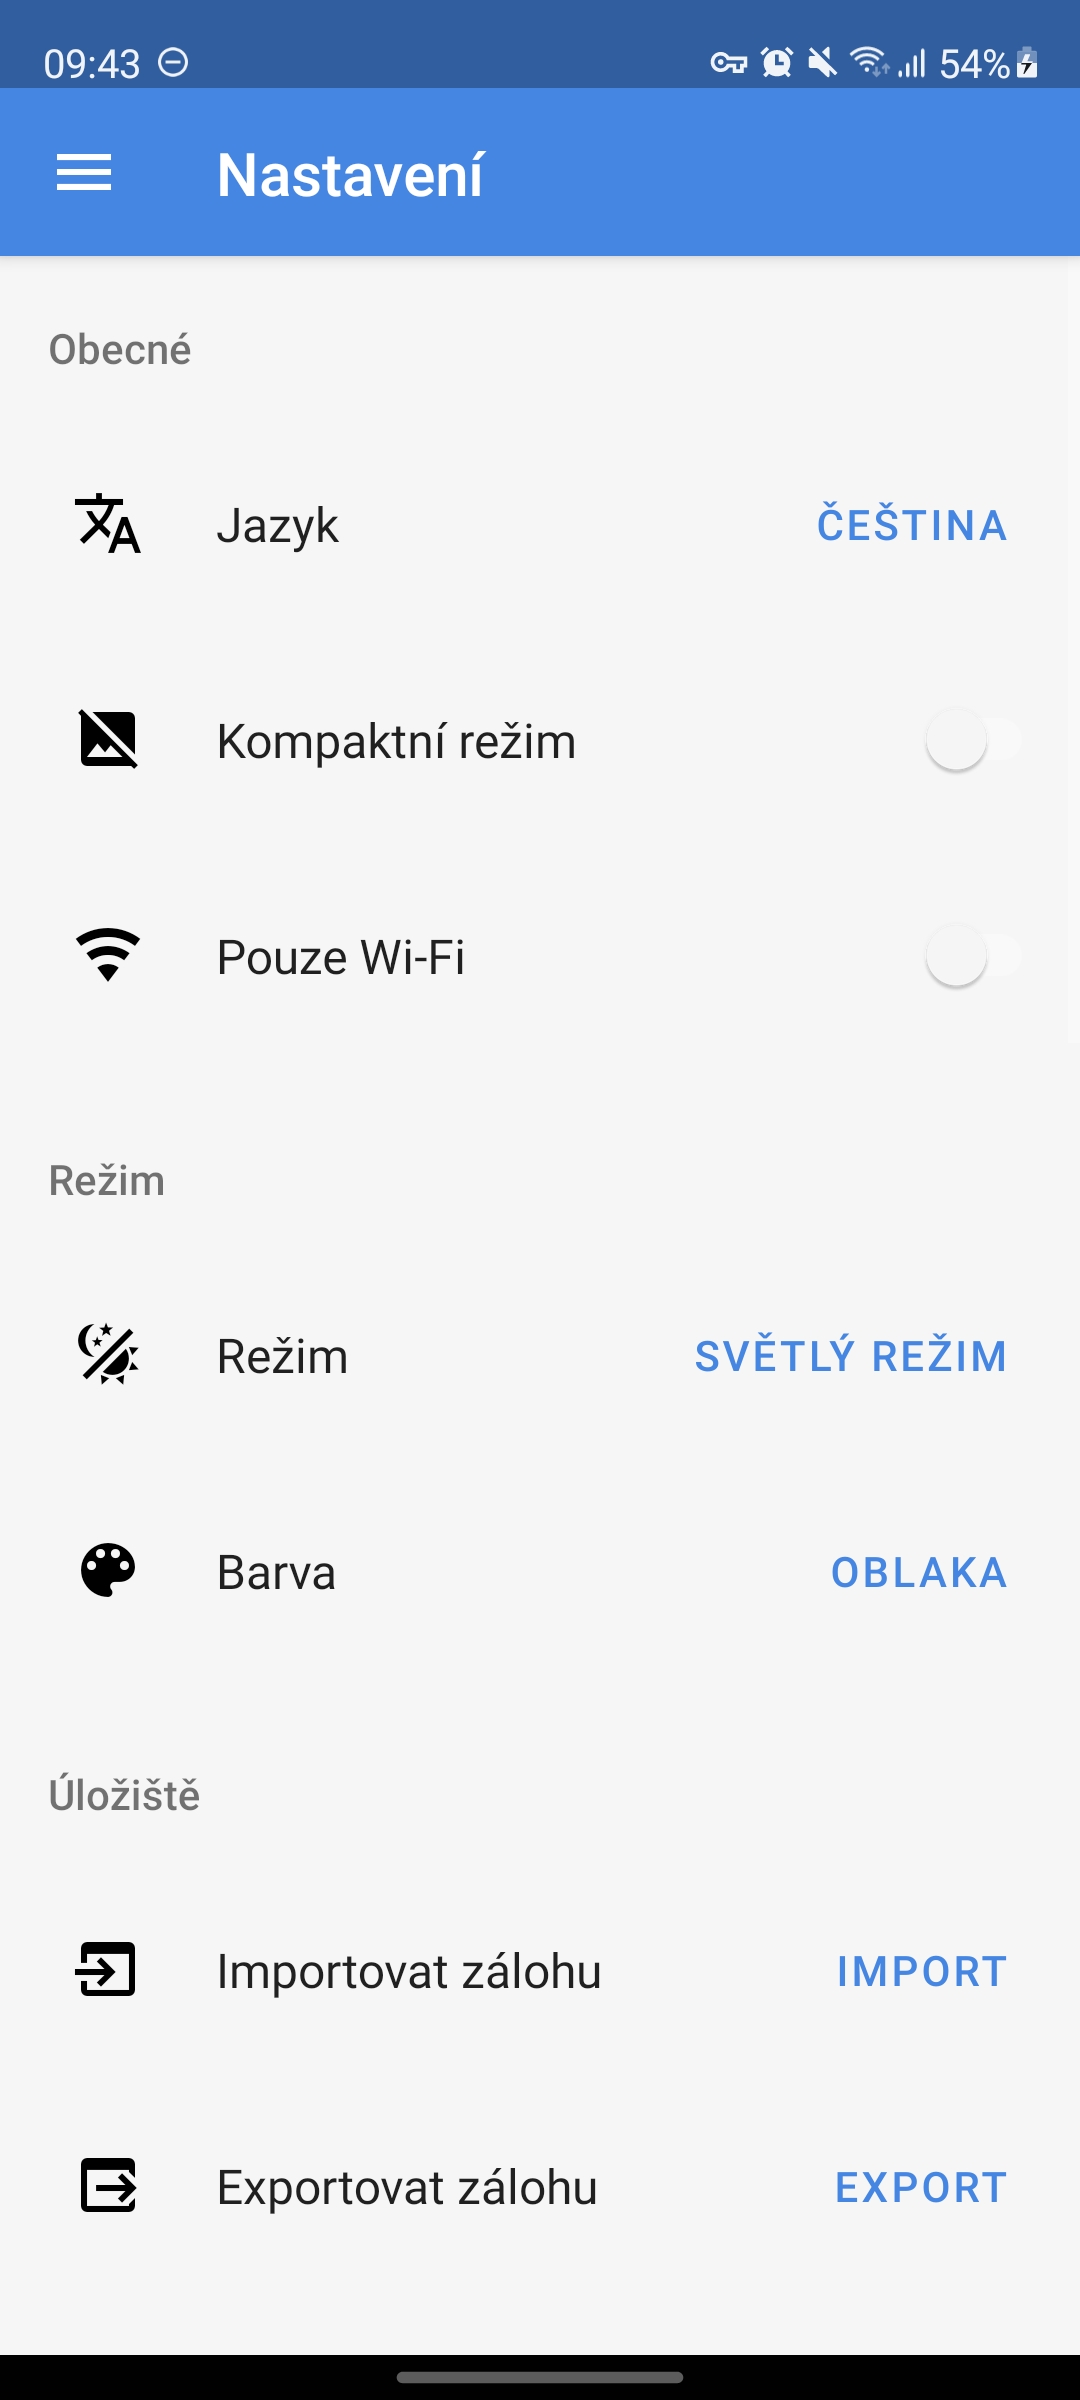 09:43 54%
Nastavení
Obecné
Jazyk ČEŠTINA
Kompaktní režim
Pouze Wi-Fi
Režim
Režim SVĚTLÝ REŽIM
Barva OBLAKA
Úložiště
Importovat zálohu IMPORT
Exportovat zálohu EXPORT